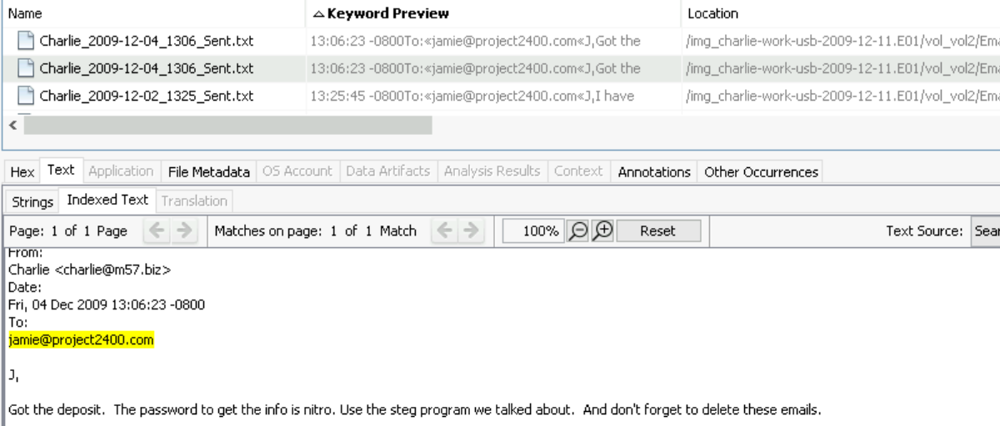 Name △ Keyword Preview Location
Charlie_2009-12-04_1306_Sent.txt 13:06:23 -0800To:«jamie@project2400.com«J,Got the /img_charlie-work-usb-2009-12-11.E01/vol_vol2/Ema
Charlie_2009-12-04_1306_Sent.txt 13:06:23 -0800To:«jamie@project2400.com«J,Got the /img_charlie-work-usb-2009-12-11.E01/vol_vol2/Ema
Charlie_2009-12-02_1325_Sent.txt 13:25:45 -0800To:«jamie@project2400.com«J,I have /img_charlie-work-usb-2009-12-11.E01/vol_vol2/Ema
Hex Text Application File Metadata OS Account Data Artifacts Analysis Results Context Annotations Other Occurrences
Strings Indexed Text Translation
Page: 1 of 1 Page Matches on page: 1 of 1 Match 100% Reset Text Source: Sear
From:
Charlie <charlie@m57.biz>
Date:
Fri, 04 Dec 2009 13:06:23 -0800
To:
jamie@project2400.com
J,
Got the deposit. The password to get the info is nitro. Use the steg program we talked about. And don't forget to delete these emails.